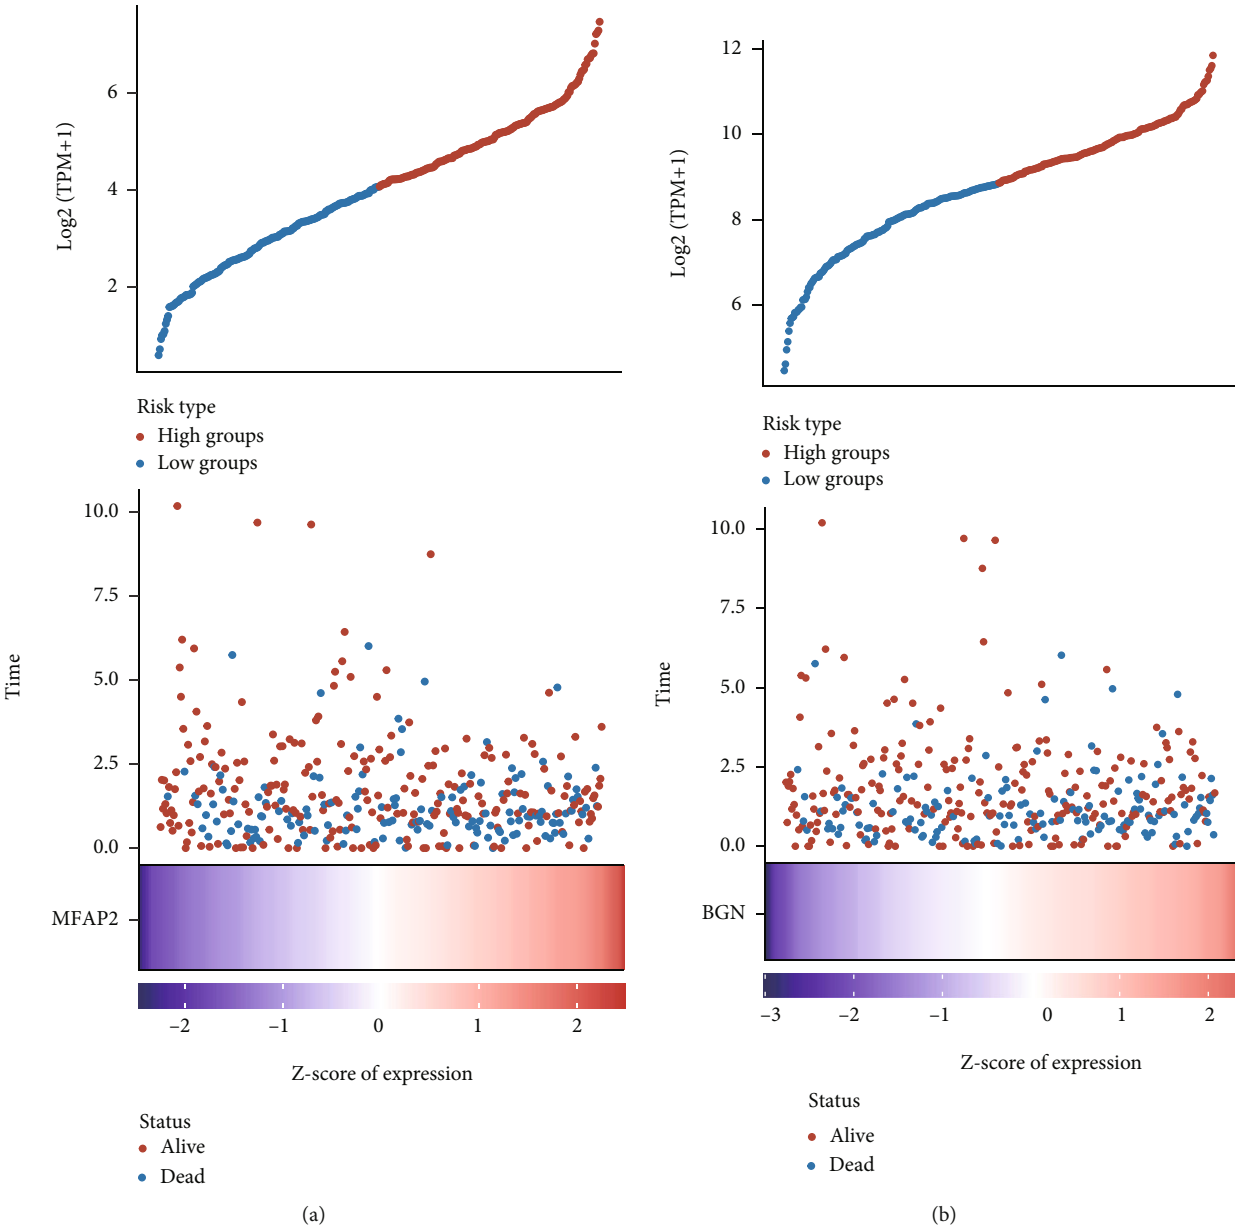 6
4
2
Log2 (TPM+1)
Risk type
High groups
Low groups
10.0
7.5
5.0
2.5
0.0
Time
MFAP2
–2 –1 0 1 2
Z-score of expression
Status
Alive
Dead
(a)
12
10
8
6
Log2 (TPM+1)
Risk type
High groups
Low groups
10.0
7.5
5.0
2.5
0.0
Time
BGN
–3 –2 –1 0 1 2
Z-score of expression
Status
Alive
Dead
(b)